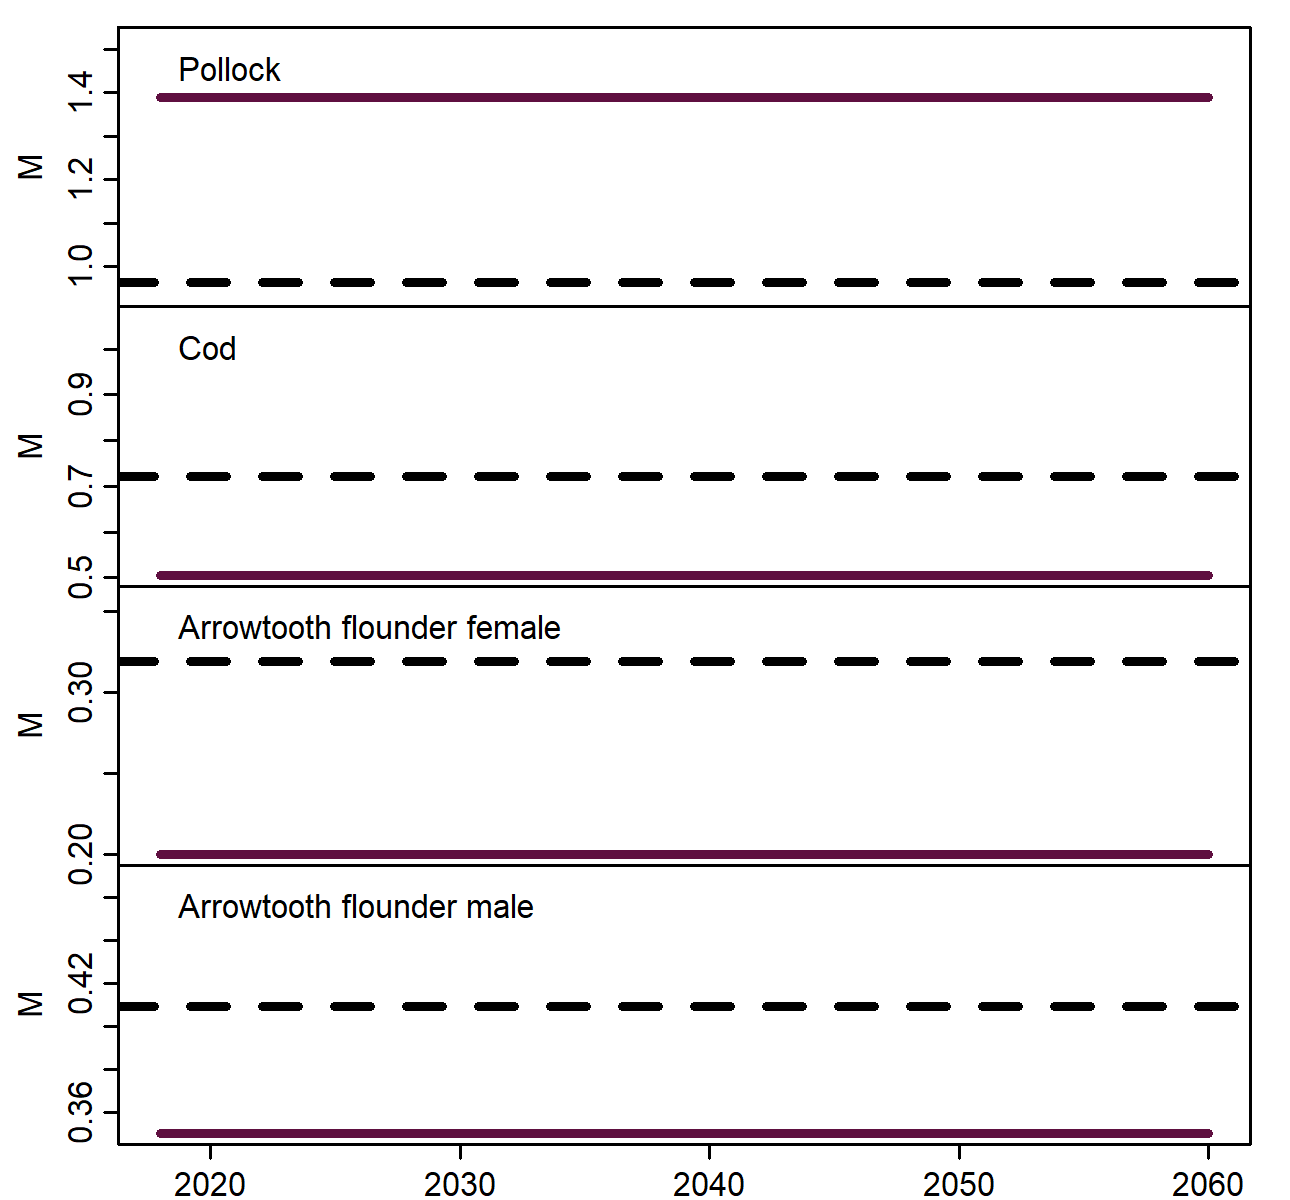 Pollock
M
1.4
1.2
1.0
Cod
M
0.9
0.7
0.5
Arrowtooth flounder female
M
0.30
0.20
Arrowtooth flounder male
M
0.42
0.36
2020 2030 2040 2050 2060